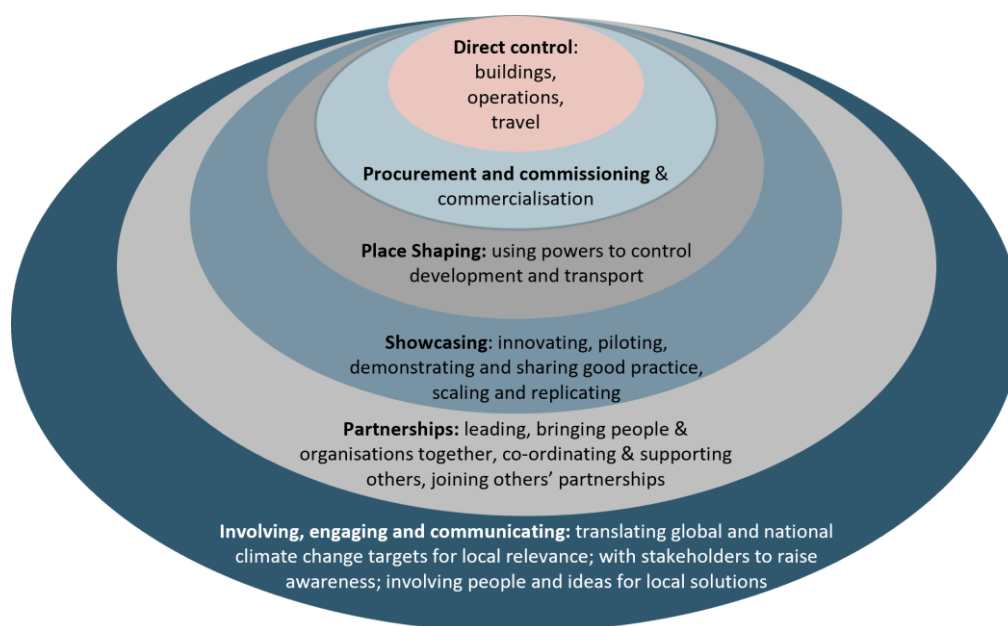 Direct control:
buildings,
operations,
travel
Procurement and commissioning &
commercialisation
Place Shaping: using powers to control
development and transport
Showcasing: innovating, piloting,
demonstrating and sharing good practice,
scaling and replicating
Partnerships: leading, bringing people &
organisations together, co-ordinating & supporting
others, joining others’ partnerships
Involving, engaging and communicating: translating global and national
climate change targets for local relevance; with stakeholders to raise
awareness; involving people and ideas for local solutions